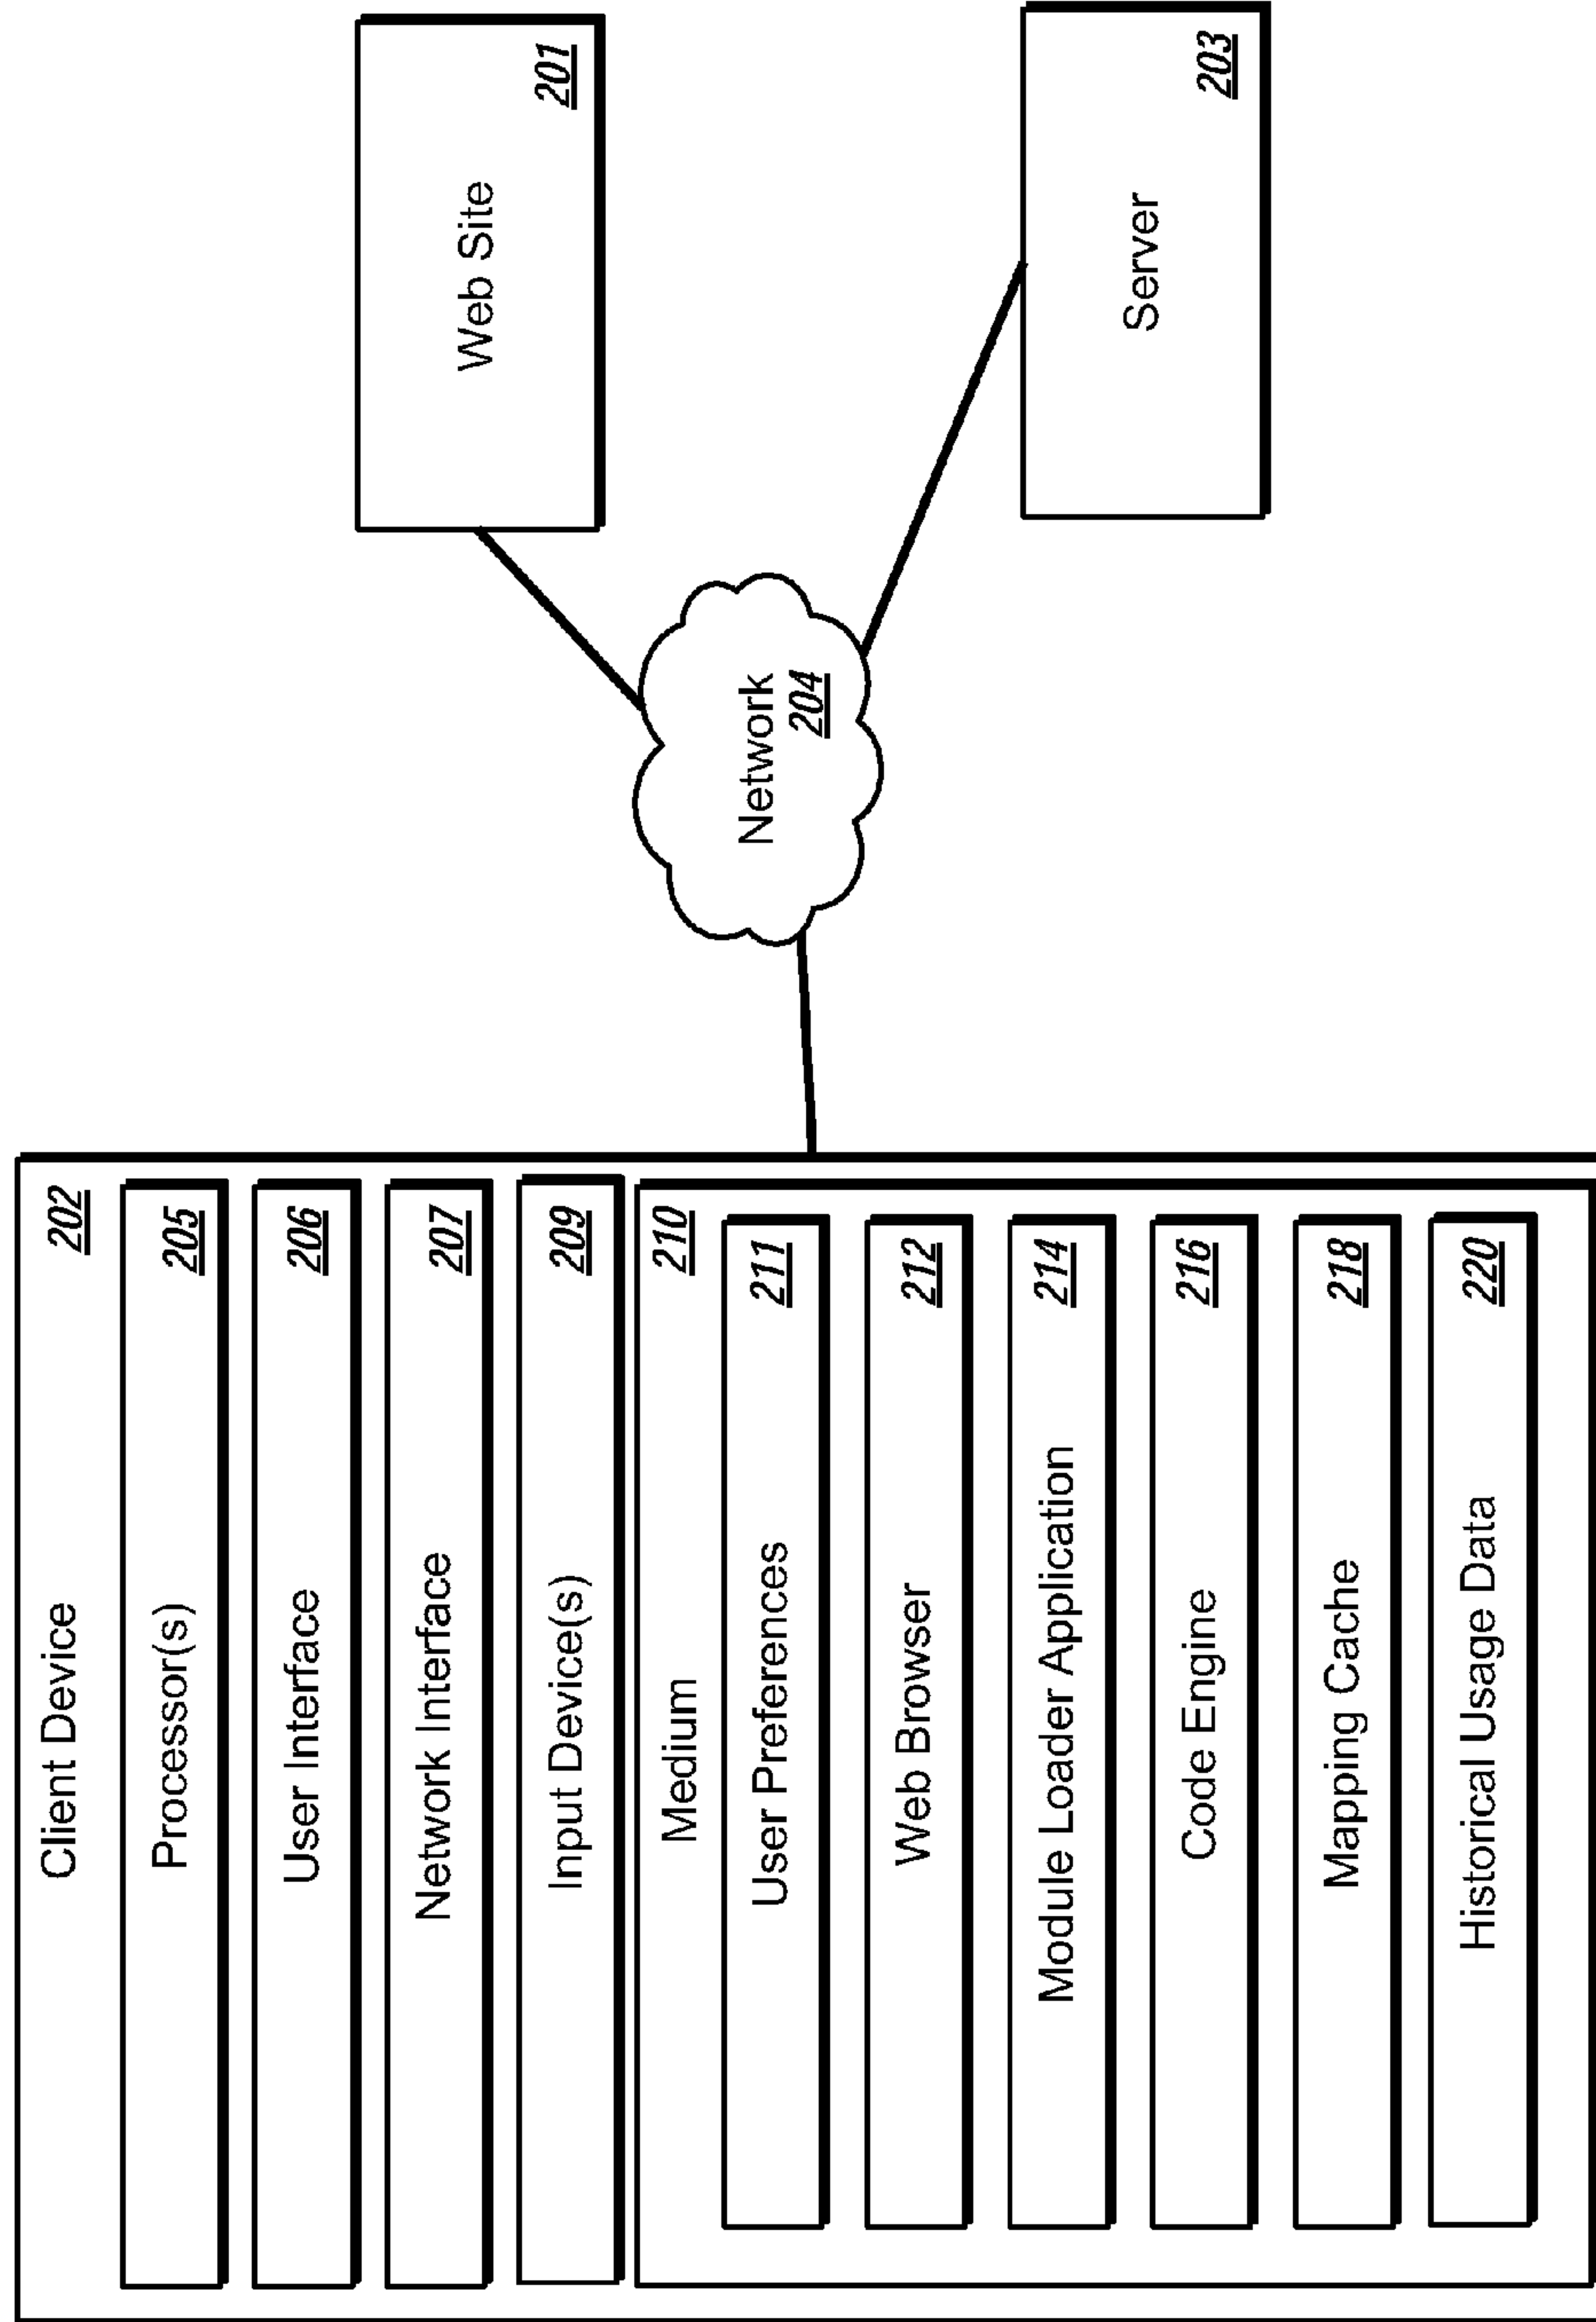 Client Device 202
Processor(s) 205
User Interface 206
Network Interface 207
Input Device(s) 209
Medium 210
User Preferences 211
Web Browser 212
Module Loader Application 214
Code Engine 216
Mapping Cache 218
Historical Usage Data 220
Network
204
Web Site
201
Server
203